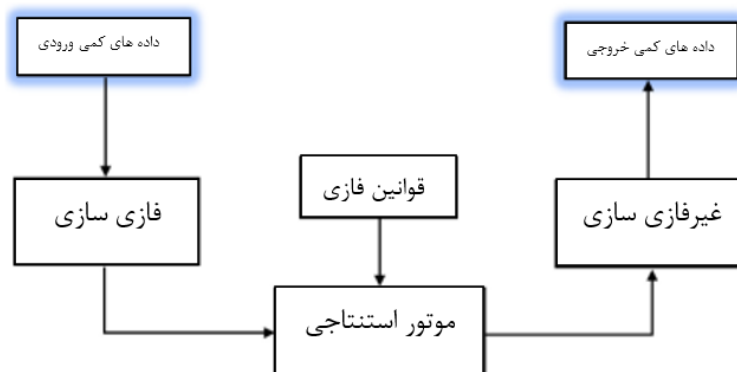 داده های کمی ورودی
داده های کمی خروجی
فازی سازی
قوانین فازی
غیرفازی سازی
موتور استنتاجی